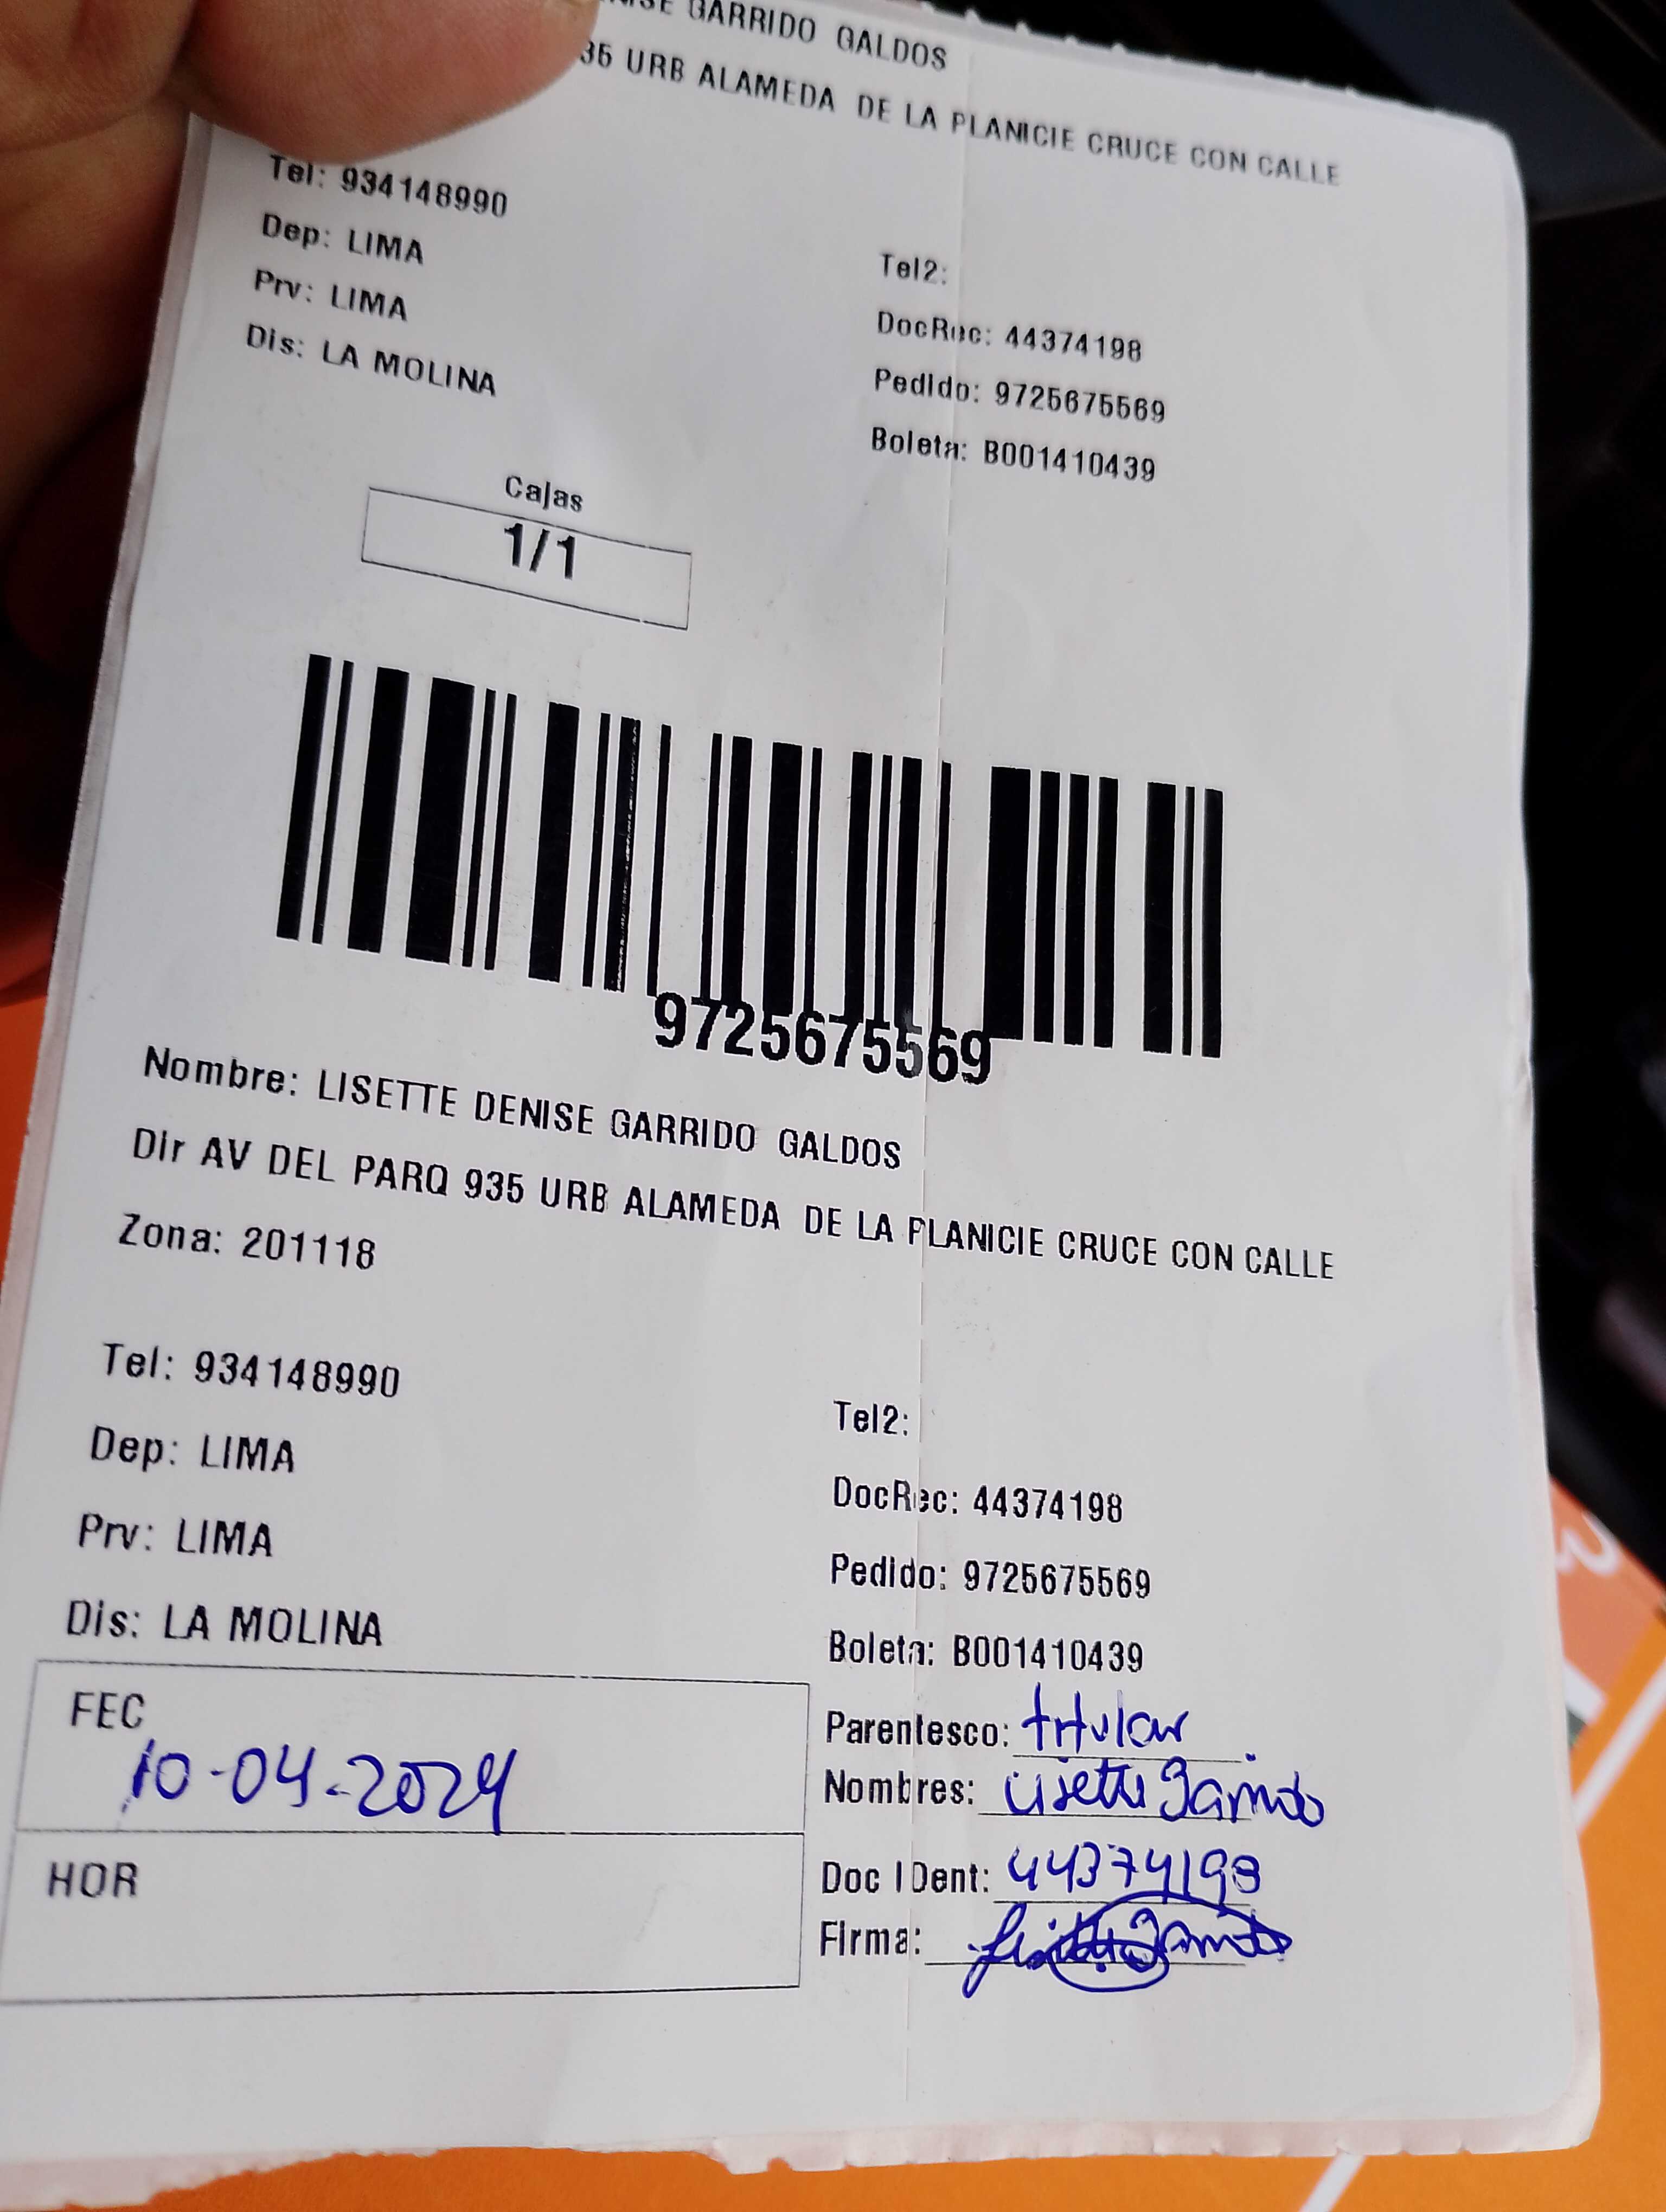 GARRIDO GALDOS
35 URB ALAMEDA DE LA PLANICIE CRUCE CON CALLE
Tel: 934148990
Dep: LIMA
Prv: LIMA
Dis: LA MOLINA
Tel2:
DocRec: 44374198
Pedido: 9725675569
Boleta: B001410439
Cajas
1/1
9725675569
Nombre: LISETTE DENISE GARRIDO GALDOS
Dir AV DEL PARQ 935 URB ALAMEDA DE LA PLANICIE CRUCE CON CALLE
Zona: 201118
Tel: 934148990
Dep: LIMA
Prv: LIMA
Dis: LA MOLINA
Tel2:
DocRec: 44374198
Pedido: 9725675569
Boleta: B001410439
FEC
10-04-2024
HOR
Parentesco: titular
Nombres: Lisette Garrido
Doc IDent: 44374198
Firma: Lisette Garrido